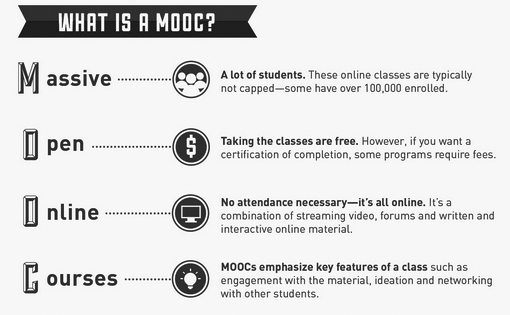 WHAT IS A MOOC?
Massive
A lot of students. These online classes are typically
not capped—some have over 100,000 enrolled.
Open
$
Taking the classes are free. However, if you want a
certification of completion, some programs require fees.
Online
No attendance necessary—it's all online. It's a
combination of streaming video, forums and written and
interactive online material.
Courses
MOOCs emphasize key features of a class such as
engagement with the material, ideation and networking
with other students.